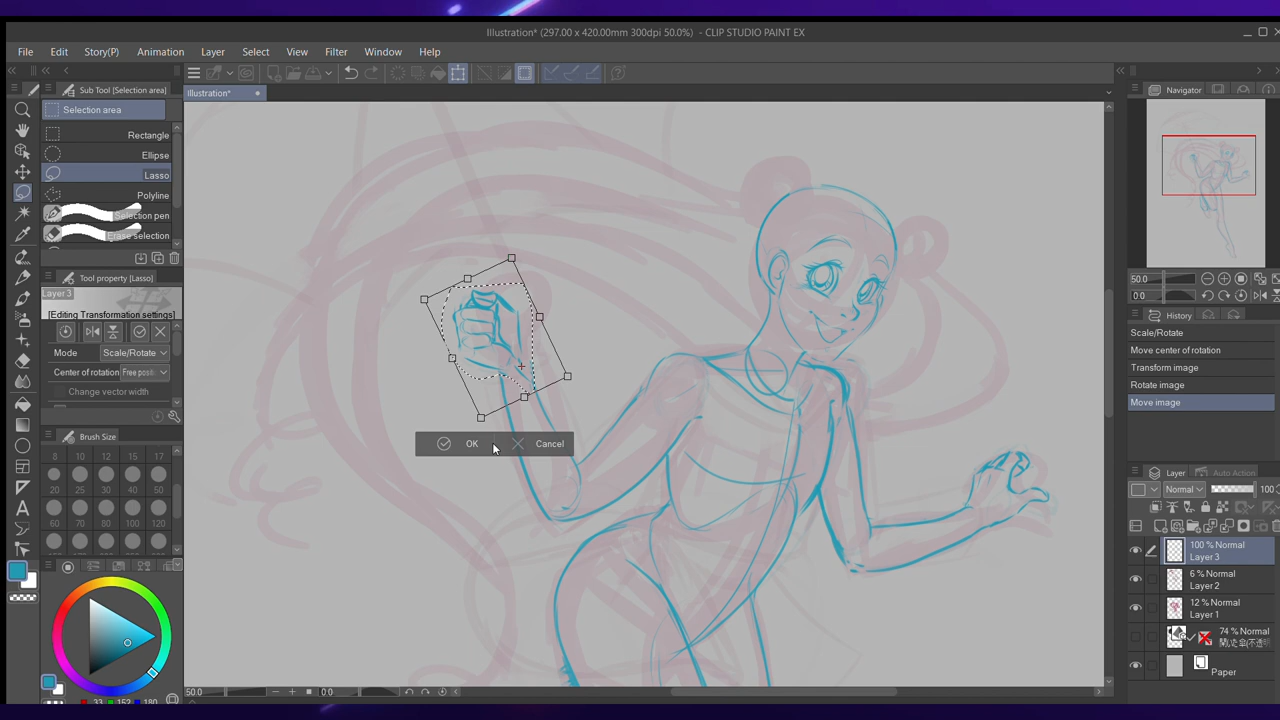 Illustration* (297.00 x 420.00mm 300dpi 50.0%) - CLIP STUDIO PAINT EX
File Edit Story(P) Animation Layer Select View Filter Window Help
Sub Tool [Selection area]
Selection area
Rectangle
Ellipse
Lasso
Polyline
Selection pen
Erase selection
Tool property [Lasso]
Layer 3
[Editing Transformation settings]
Mode Scale/Rotate
Center of rotation Free posit
Change vector width
Brush Size
8 10 12 15 17
20 25 30 40 50
60 70 80 100 120
33 152 180
Illustration*
OK Cancel
50.0 0 0
Navigator
50.0
0 0
History
Scale/Rotate
Move center of rotation
Transform image
Rotate image
Move image
Layer Auto Action
Normal 100
100 % Normal
Layer 3
6 % Normal
Layer 2
12 % Normal
Layer 1
74 % Normal
Paper